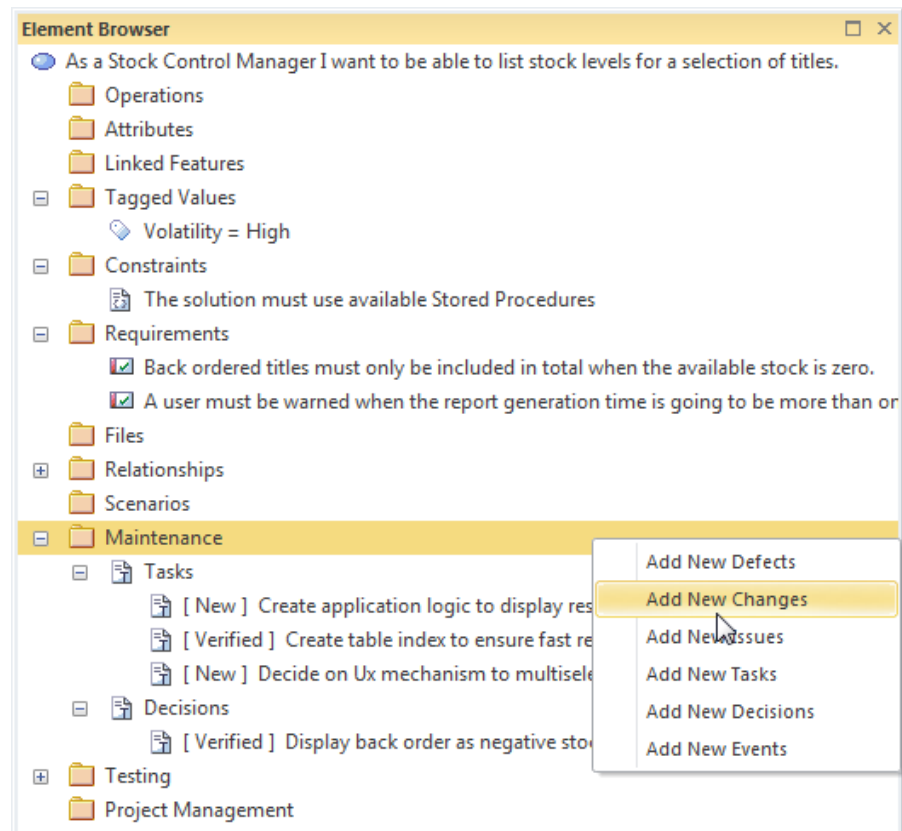 Element Browser
As a Stock Control Manager I want to be able to list stock levels for a selection of titles.
Operations
Attributes
Linked Features
Tagged Values
Volatility = High
Constraints
The solution must use available Stored Procedures
Requirements
Back ordered titles must only be included in total when the available stock is zero.
A user must be warned when the report generation time is going to be more than
Files
Relationships
Scenarios
Maintenance
Tasks
[ New ] Create application logic to display
[ Verified ] Create table index to ensure fast
[ New ] Decide on Ux mechanism to
Decisions
[ Verified ] Display back order as negative
Testing
Project Management
Add New Defects
Add New Changes
Add New Issues
Add New Tasks
Add New Decisions
Add New Events